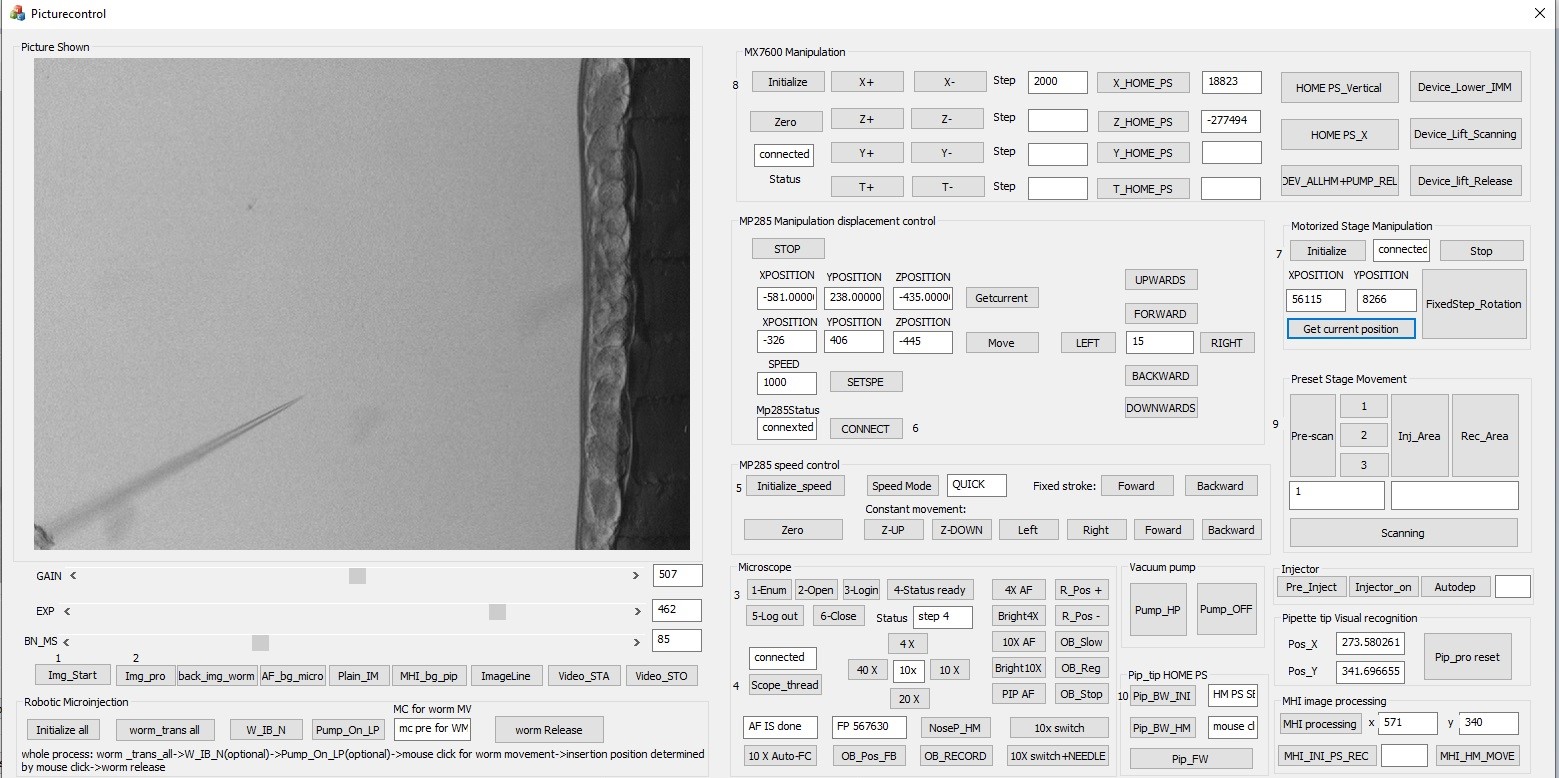 Picturecontrol
Picture Shown
GAIN < > 507
EXP < > 462
BN_MS < > 85
1 2
Img_Start Img_pro back_img_worm AF_bg_micro Plain_IM MHI_bg_pip ImageLine Video_STA Video_STO
Robotic Microinjection
MC for worm MV
Initialize all worm_trans all W_IB_N Pump_On_LP mc pre for WM worm Release
whole process: worm _trans_all->W_IB_N(optional)->Pump_On_LP(optional)->mouse click for worm movement->insertion position determined
by mouse click->worm release
MX7600 Manipulation
8 Initialize X+ X- Step 2000 X_HOME_PS 18823 HOME PS_Vertical Device_Lower_IMM
Zero Z+ Z- Step Z_HOME_PS -277494 HOME PS_X Device_Lift_Scanning
connected Y+ Y- Step Y_HOME_PS
Status T+ T- Step T_HOME_PS DEV_ALLHM+PUMP_REL Device_lift_Release
MP285 Manipulation displacement control
STOP
XPOSITION YPOSITION ZPOSITION
-581.0000 238.00000 -435.0000 Getcurrent
XPOSITION YPOSITION ZPOSITION
-326 406 -445 Move
SPEED
1000 SETSPE
Mp285Status
connexted CONNECT 6
UPWARDS
FORWARD
LEFT 15 RIGHT
BACKWARD
DOWNWARDS
Motorized Stage Manipulation
7 Initialize connected Stop
XPOSITION YPOSITION
56115 8266 FixedStep_Rotation
Get current position
MP285 speed control
5 Initialize_speed Speed Mode QUICK Fixed stroke: Foward Backward
Constant movement:
Zero Z-UP Z-DOWN Left Right Foward Backward
Preset Stage Movement
9 Pre-scan 1 2 3 Inj_Area Rec_Area
1
Scanning
Microscope
3 1-Enum 2-Open 3-Login 4-Status ready 4X AF R_Pos +
5-Log out 6-Close Status step 4 Bright4X R_Pos -
4 X 10X AF OB_Slow
connected 40 X 10x 10 X Bright10X OB_Reg
4 Scope_thread 20 X PIP AF OB_Stop
AF IS done FP 567630 NoseP_HM 10x switch
10 X Auto-FC OB_Pos_FB OB_RECORD 10X switch+NEEDLE
Vacuum pump
Pump_HP Pump_OFF
Pip_tip HOME PS
10 Pip_BW_INI HM PS SE
Pip_BW_HM mouse cl
Pip_FW
Injector
Pre_Inject Injector_on Autodep
Pipette tip Visual recognition
Pos_X 273.580261
Pos_Y 341.696655 Pip_pro reset
MHI image processing
MHI processing x 571 y 340
MHI_INI_PS_REC MHI_HM_MOVE